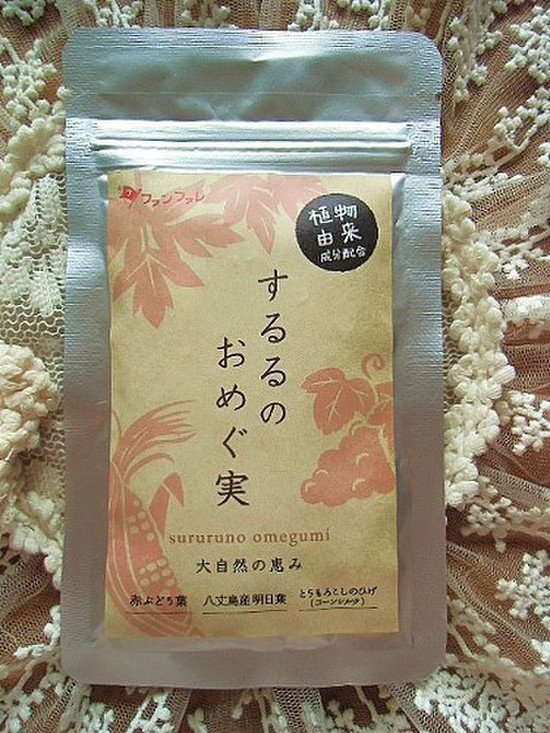 ファンファレ
植物
由来
成分配合
するるの
おめぐ実
sururuno omegumi
大自然の恵み
赤ぶどう葉 八丈島産明日葉 とうもろこしのひげ
(コーンシルク)